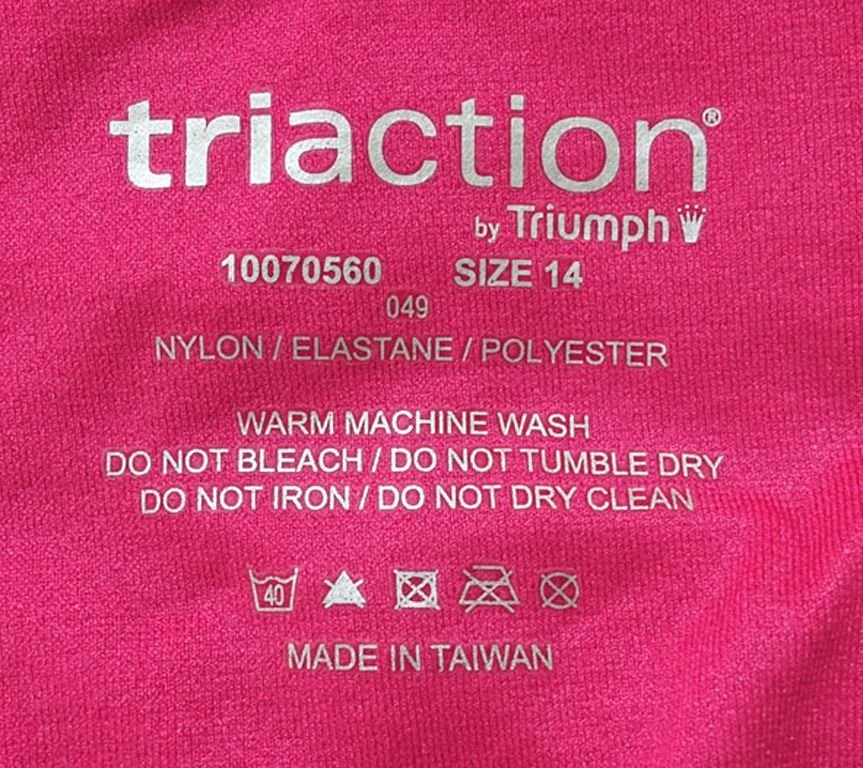 triaction®
by Triumph
10070560 SIZE 14
049
NYLON / ELASTANE / POLYESTER
WARM MACHINE WASH
DO NOT BLEACH / DO NOT TUMBLE DRY
DO NOT IRON / DO NOT DRY CLEAN
40
MADE IN TAIWAN